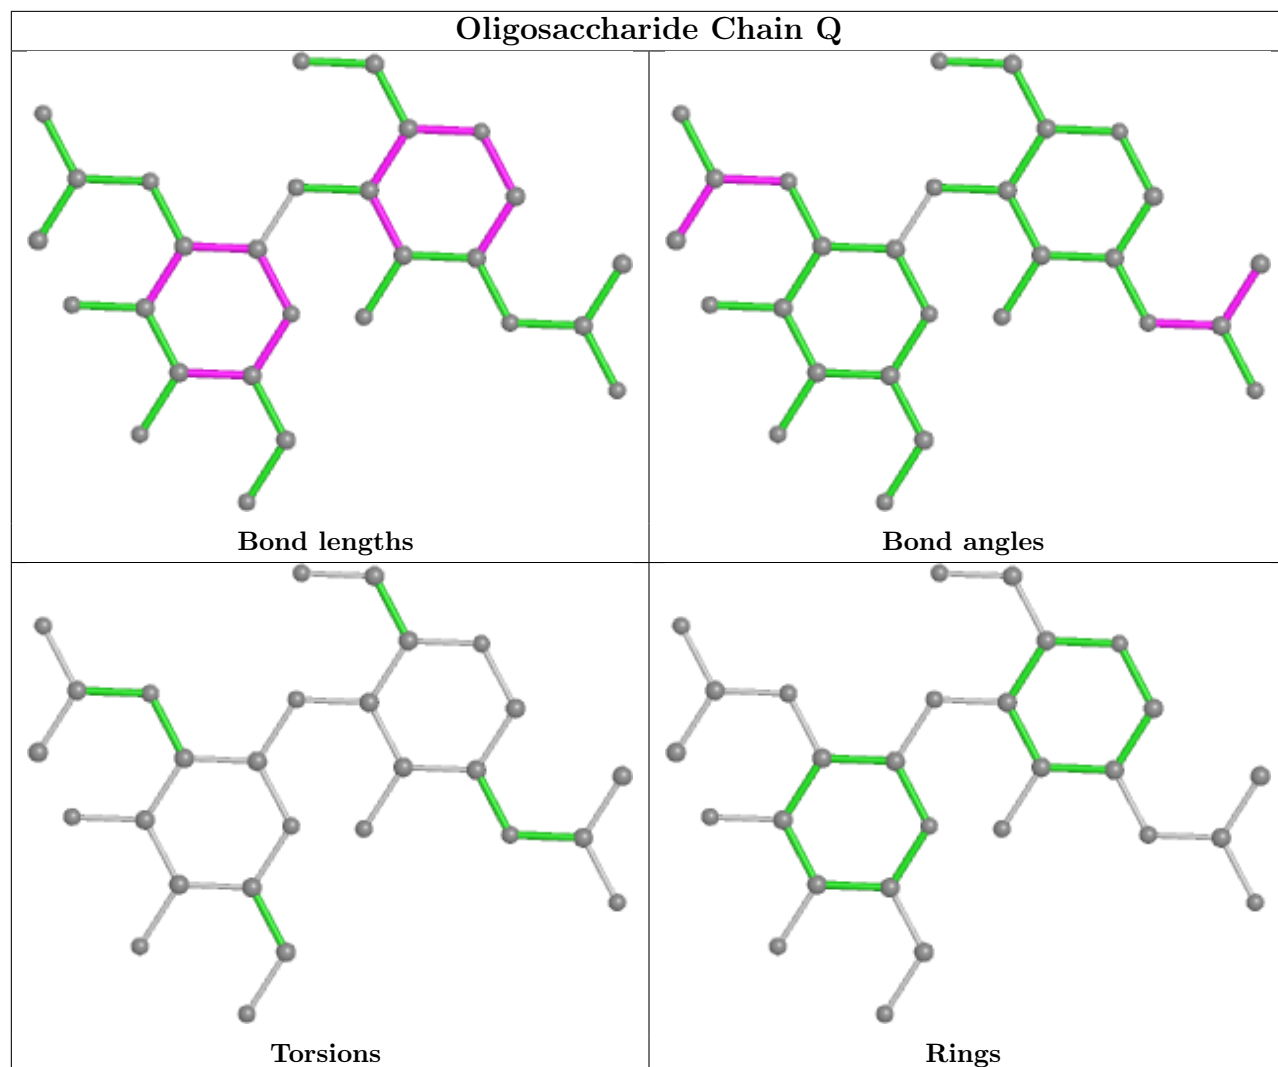 Oligosaccharide Chain Q
Bond lengths
Bond angles
Torsions
Rings